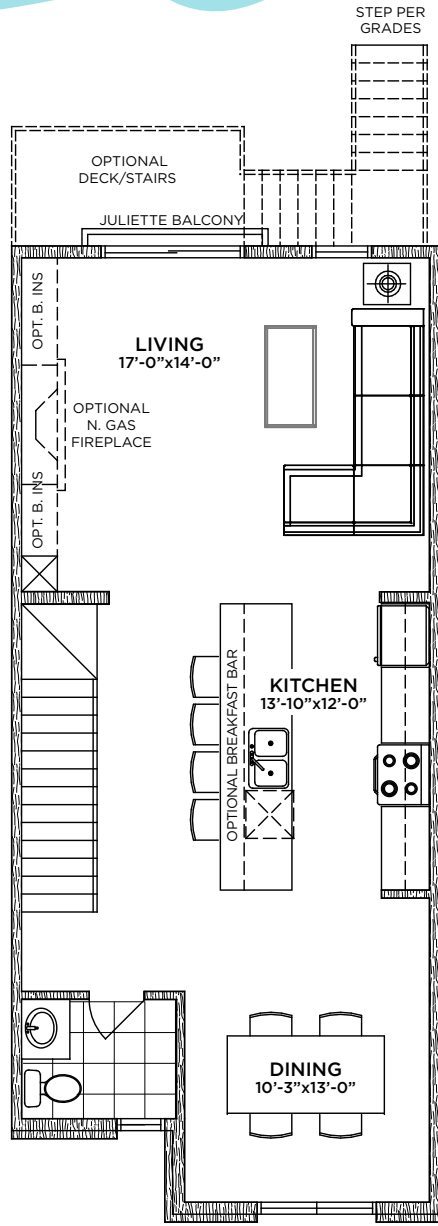 STEP PER
GRADES
OPTIONAL
DECK/STAIRS
JULIETTE BALCONY
OPT. B. INS
LIVING
17'-0"x14'-0"
OPTIONAL
N. GAS
FIREPLACE
OPT. B. INS
OPTIONAL BREAKFAST BAR
KITCHEN
13'-10"x12'-0"
DINING
10'-3"x13'-0"